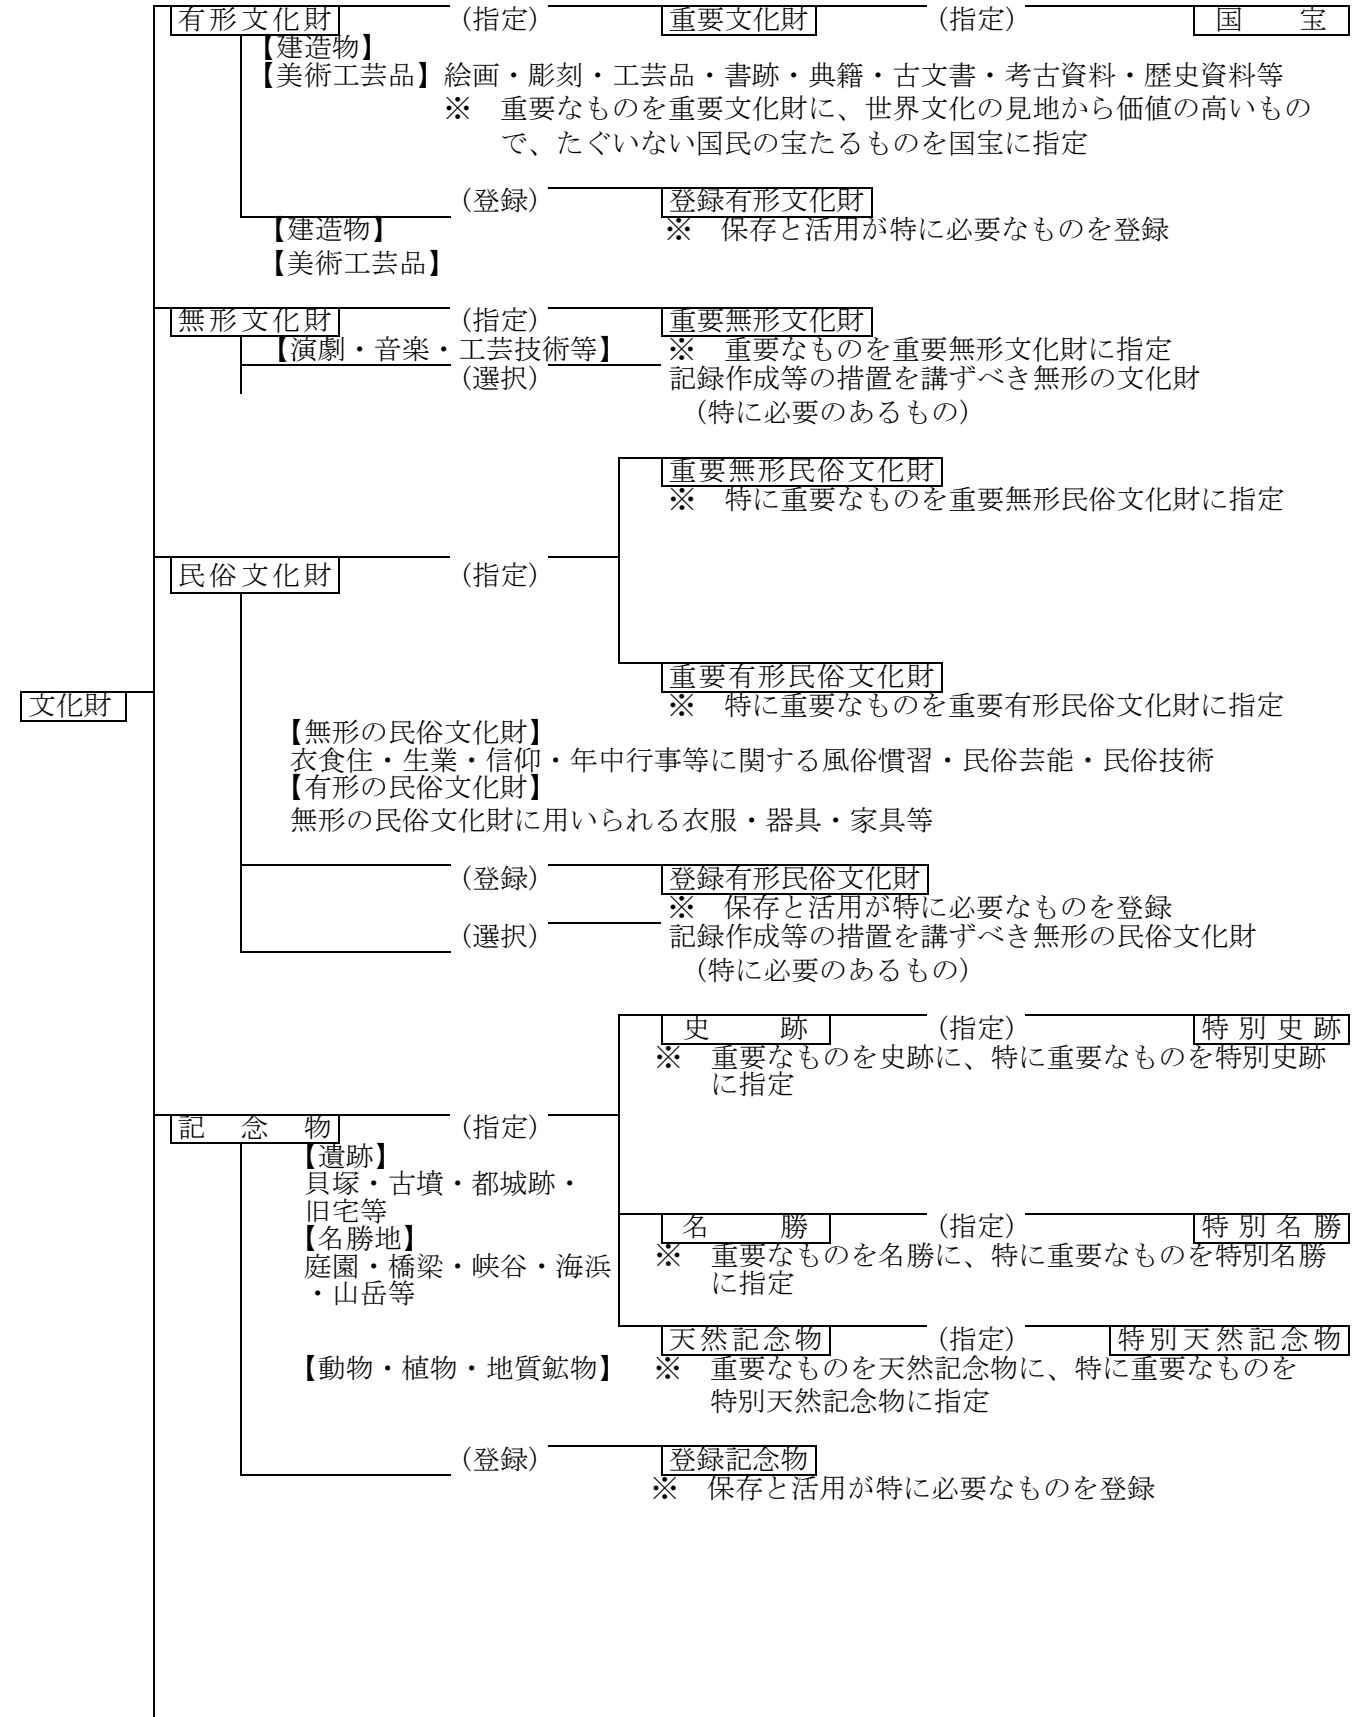 有形文化財 （指定） 重要文化財 （指定） 国　宝
【建造物】
【美術工芸品】絵画・彫刻・工芸品・書跡・典籍・古文書・考古資料・歴史資料等
※　重要なものを重要文化財に、世界文化の見地から価値の高いもの
で、たぐいない国民の宝たるものを国宝に指定
（登録） 登録有形文化財
【建造物】 ※　保存と活用が特に必要なものを登録
【美術工芸品】
無形文化財 （指定） 重要無形文化財
【演劇・音楽・工芸技術等】 ※　重要なものを重要無形文化財に指定
（選択） 記録作成等の措置を講ずべき無形の文化財
（特に必要のあるもの）
重要無形民俗文化財
※　特に重要なものを重要無形民俗文化財に指定
民俗文化財 （指定）
重要有形民俗文化財
文化財 ※　特に重要なものを重要有形民俗文化財に指定
【無形の民俗文化財】
衣食住・生業・信仰・年中行事等に関する風俗慣習・民俗芸能・民俗技術
【有形の民俗文化財】
無形の民俗文化財に用いられる衣服・器具・家具等
（登録） 登録有形民俗文化財
※　保存と活用が特に必要なものを登録
（選択） 記録作成等の措置を講ずべき無形の民俗文化財
（特に必要のあるもの）
史　跡 （指定） 特別史跡
※　重要なものを史跡に、特に重要なものを特別史跡
に指定
記　念　物 （指定）
【遺跡】
貝塚・古墳・都城跡・
旧宅等
名　勝 （指定） 特別名勝
【名勝地】
※　重要なものを名勝に、特に重要なものを特別名勝
庭園・橋梁・峡谷・海浜
に指定
・山岳等
天然記念物 （指定） 特別天然記念物
【動物・植物・地質鉱物】 ※　重要なものを天然記念物に、特に重要なものを
特別天然記念物に指定
（登録） 登録記念物
※　保存と活用が特に必要なものを登録